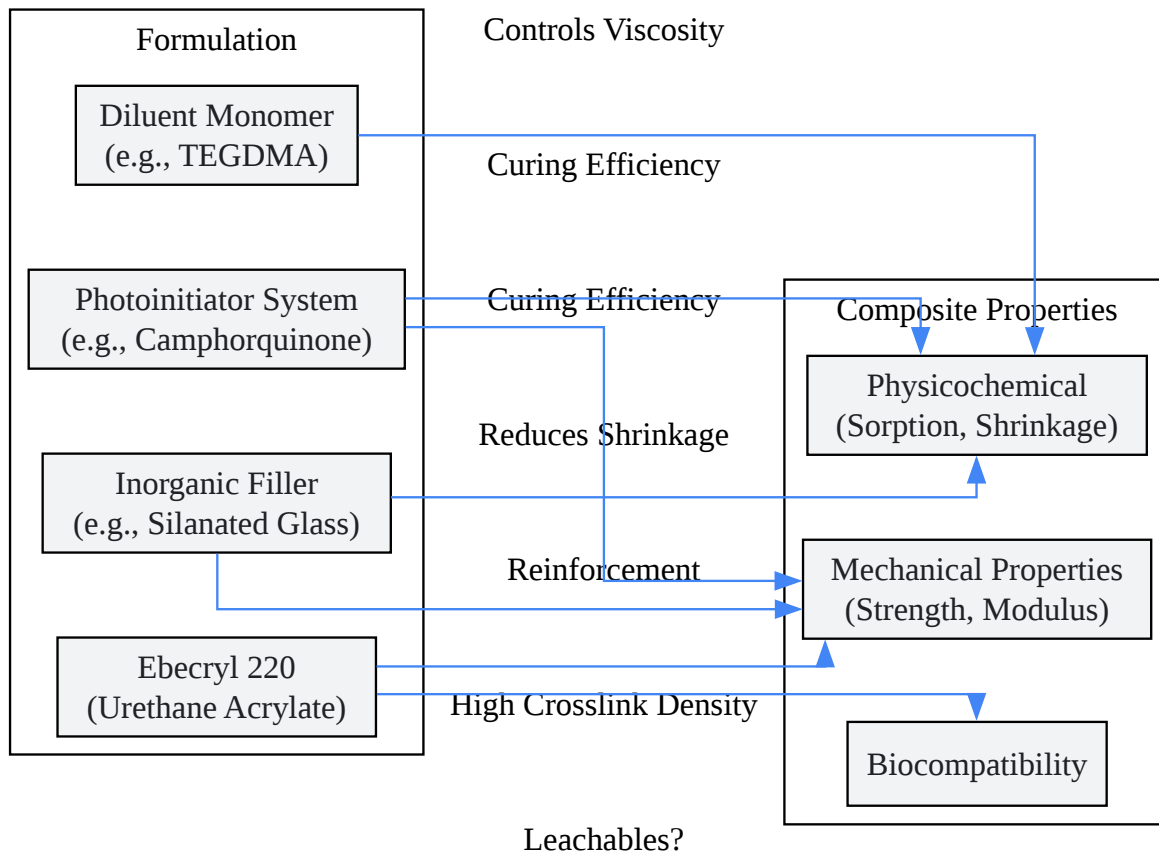 Formulation
Controls Viscosity
Diluent Monomer
(e.g., TEGDMA)
Curing Efficiency
Photoinitiator System
(e.g., Camphorquinone)
Curing Efficiency
Composite Properties
Physicochemical
(Sorption, Shrinkage)
Reduces Shrinkage
Inorganic Filler
(e.g., Silanated Glass)
Reinforcement
Mechanical Properties
(Strength, Modulus)
Ebecryl 220
(Urethane Acrylate)
High Crosslink Density
Biocompatibility
Leachables?